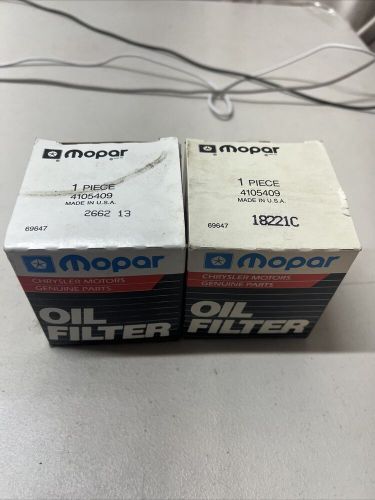 Mopar
1 PIECE
4105409
MADE IN U.S.A.
2662 13
69647
Mopar
CHRYSLER MOTORS
GENUINE PARTS
OIL
FILTER
Mopar
1 PIECE
4105409
MADE IN U.S.A.
18221C
69647
Mopar
CHRYSLER MOTORS
GENUINE PARTS
OIL
FILTER